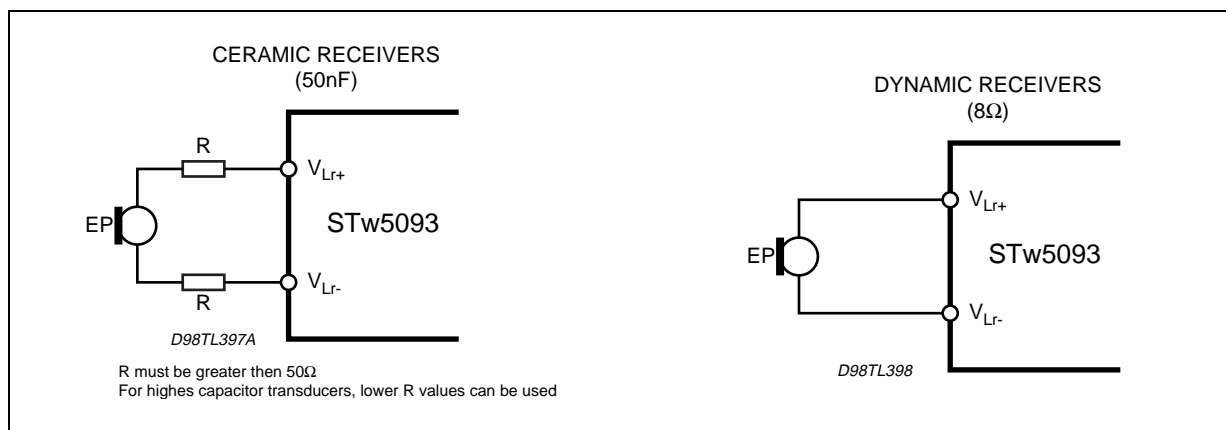 CERAMIC RECEIVERS
(50nF)
R
VLr+
EP
STw5093
R
VLr-
D98TL397A
R must be greater then 50Ω
For highes capacitor transducers, lower R values can be used
DYNAMIC RECEIVERS
(8Ω)
VLr+
EP
STw5093
VLr-
D98TL398